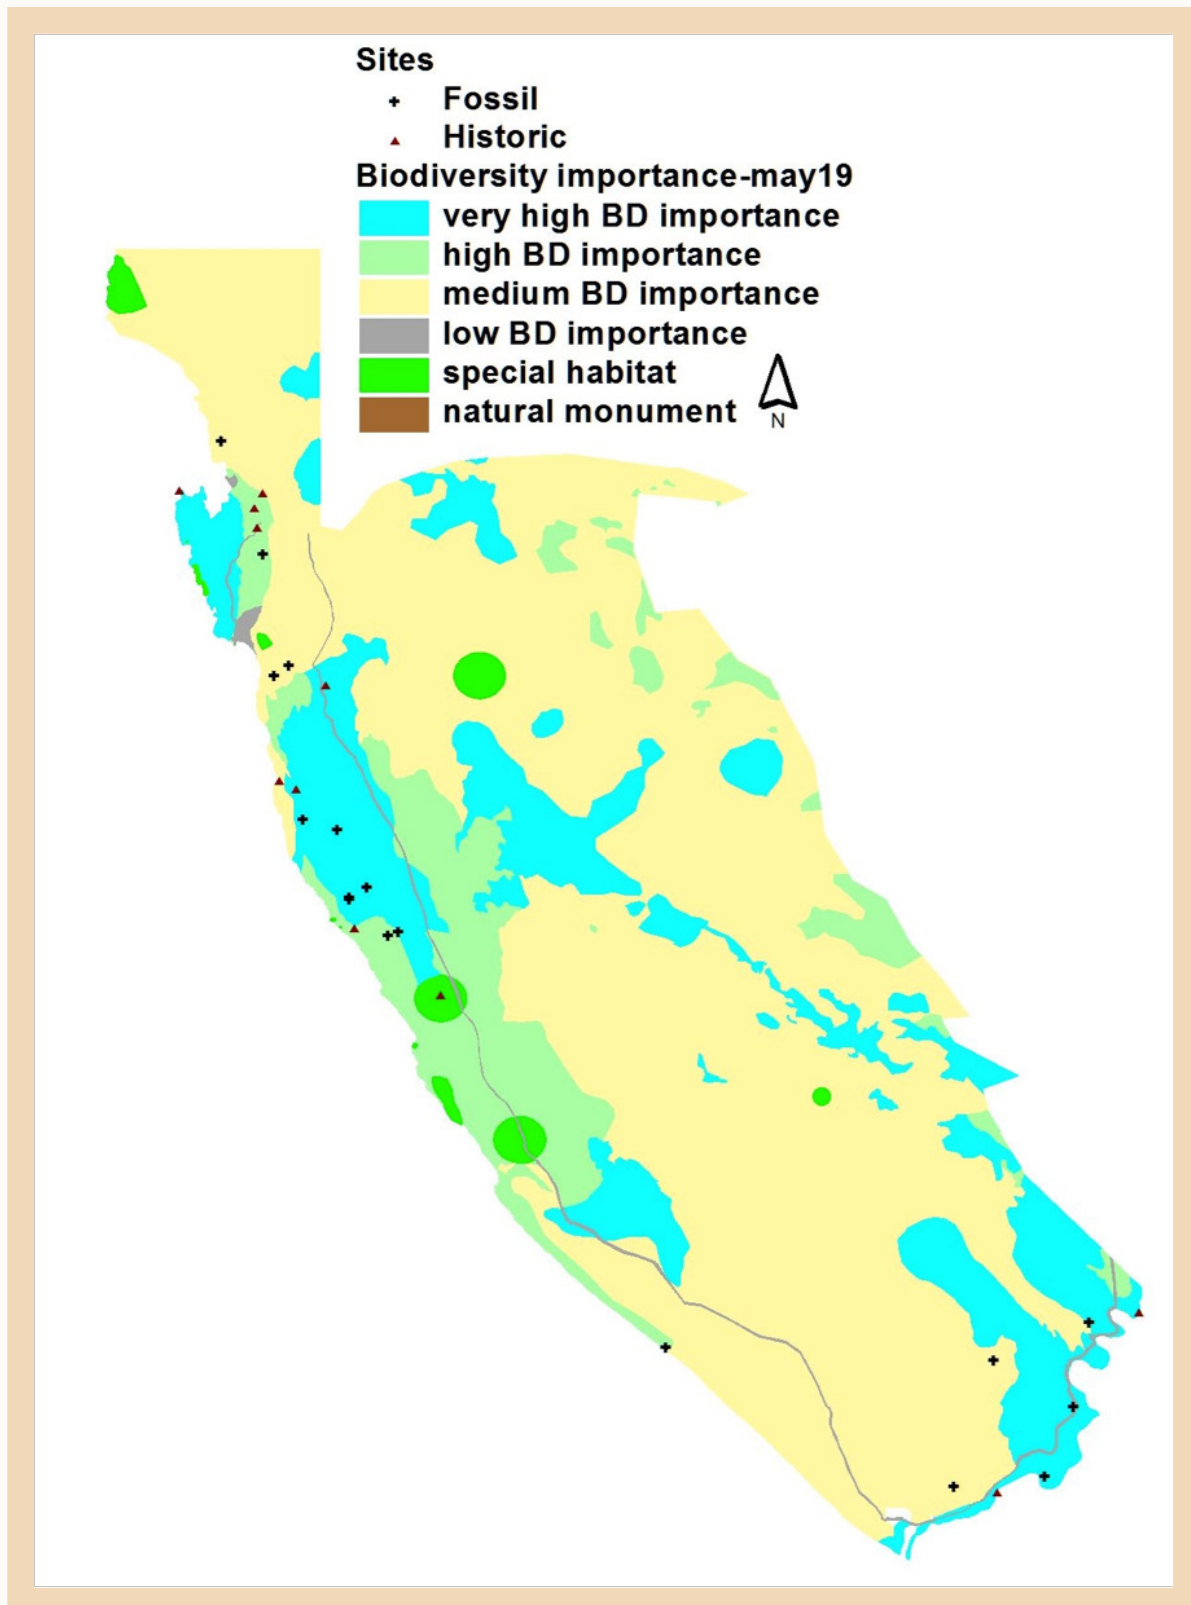 Sites
Fossil
Historic
Biodiversity importance-may19
very high BD importance
high BD importance
medium BD importance
low BD importance
special habitat
natural monument
N